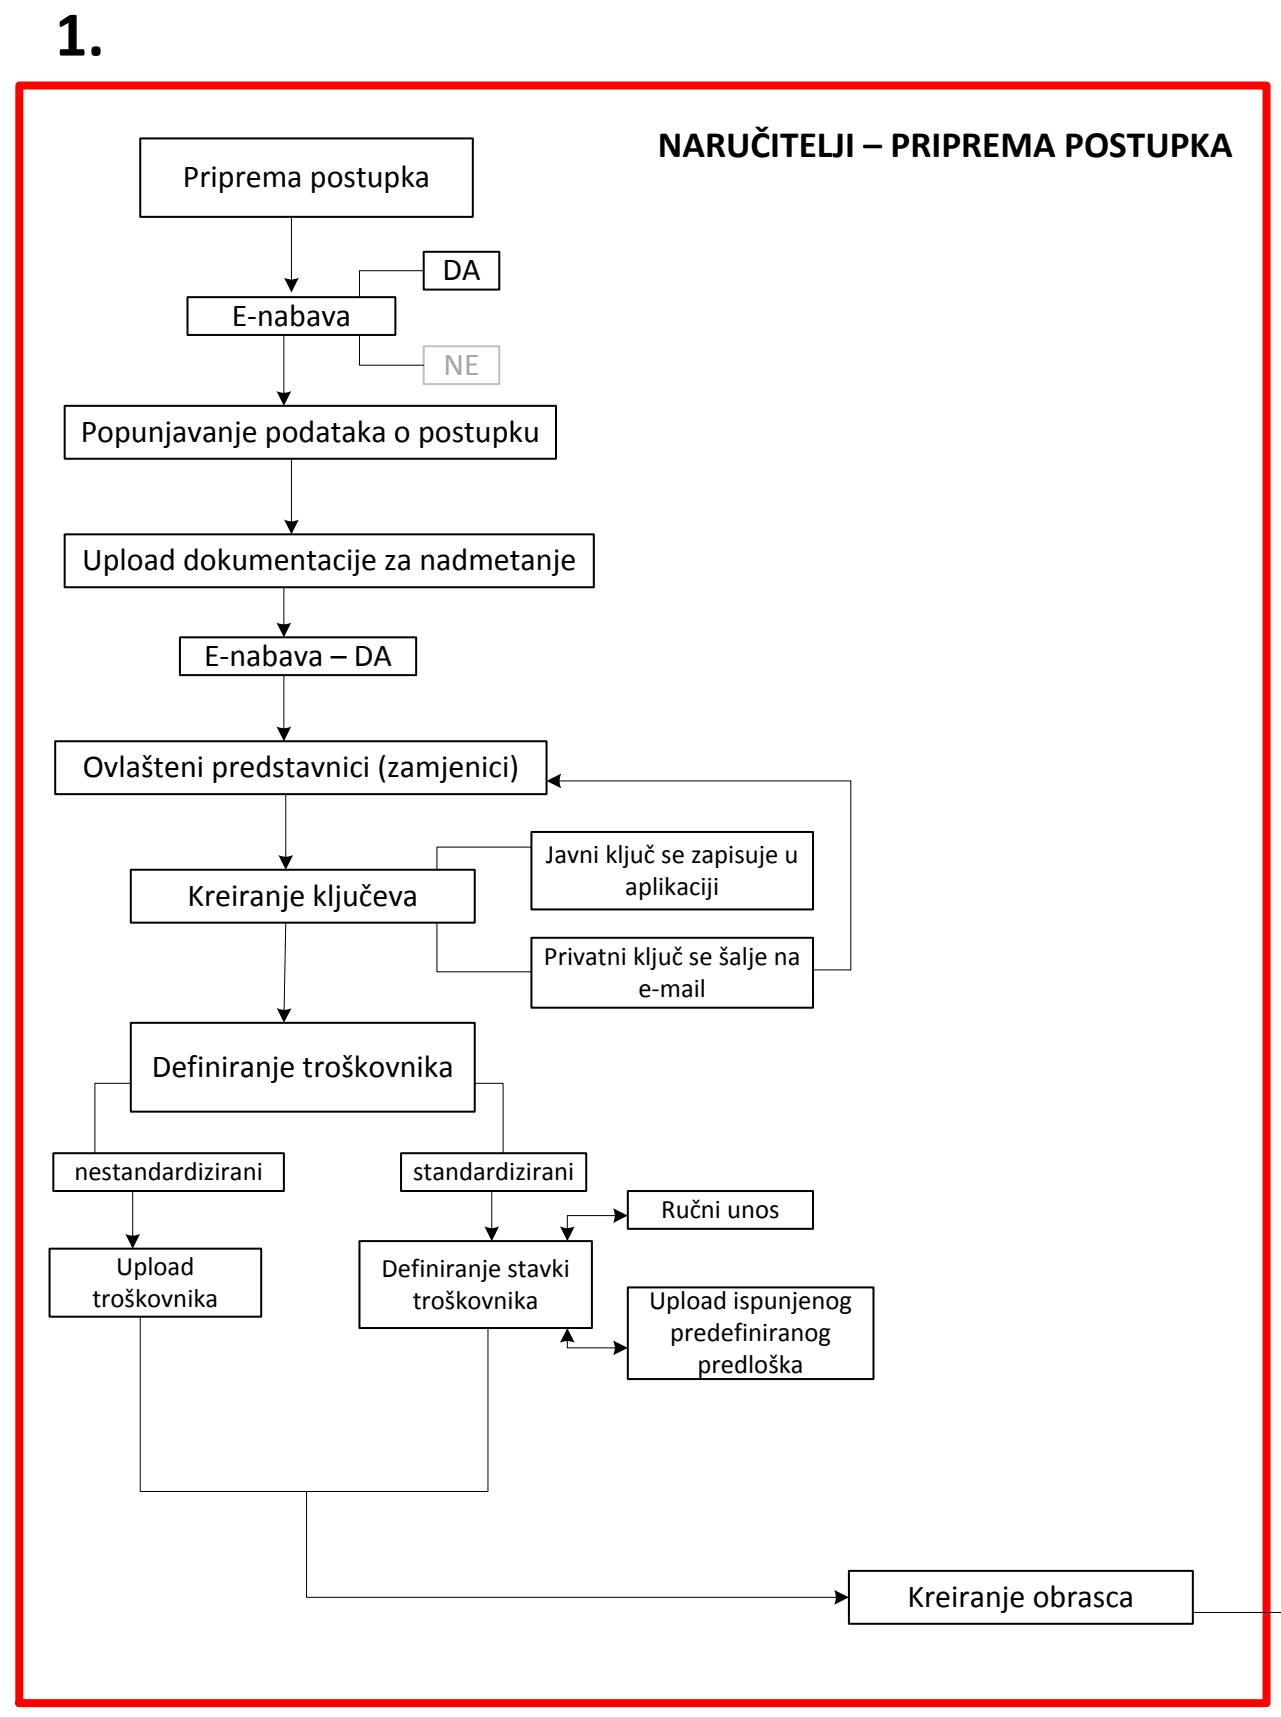 1.
NARUČITELJI – PRIPREMA POSTUPKA
Priprema postupka
DA
E-nabava
NE
Popunjavanje podataka o postupku
Upload dokumentacije za nadmetanje
E-nabava – DA
Ovlašteni predstavnici (zamjenici)
Javni ključ se zapisuje u
aplikaciji
Kreiranje ključeva
Privatni ključ se šalje na
e-mail
Definiranje troškovnika
nestandardizirani
standardizirani
Ručni unos
Upload
troškovnika
Definiranje stavki
troškovnika
Upload ispunjenog
predefiniranog
predloška
Kreiranje obrasca